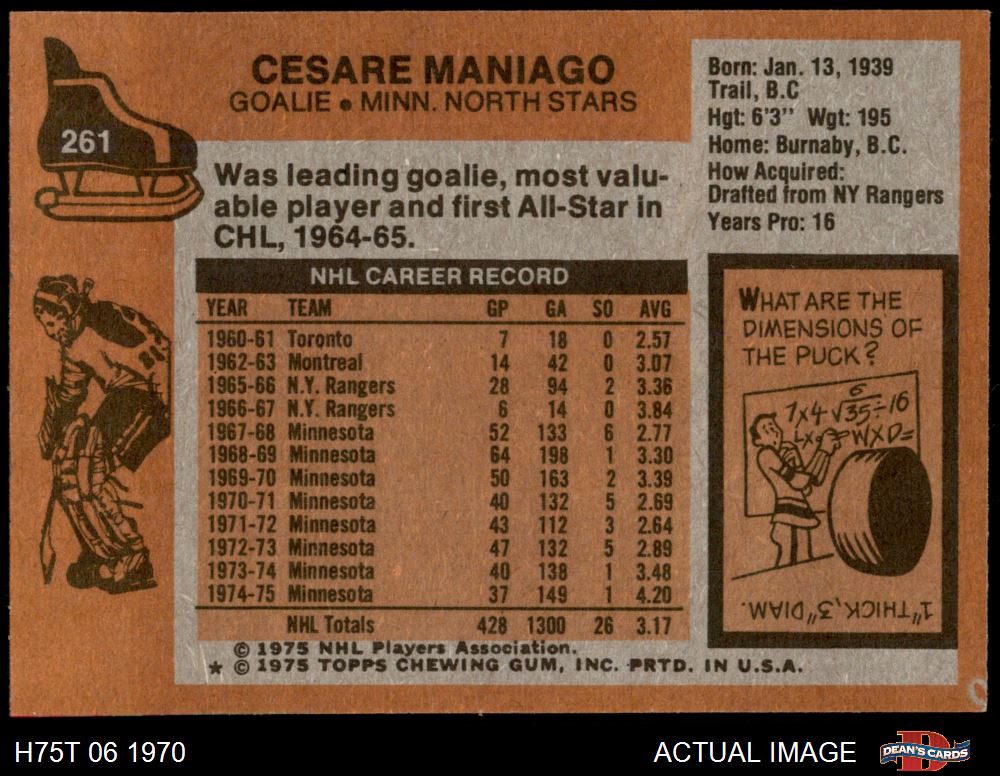 261
CESARE MANIAGO
GOALIE • MINN. NORTH STARS
Was leading goalie, most valu-
able player and first All-Star in
CHL, 1964-65.
Born: Jan. 13, 1939
Trail, B.C
Hgt: 6'3" Wgt: 195
Home: Burnaby, B.C.
How Acquired:
Drafted from NY Rangers
Years Pro: 16
NHL CAREER RECORD
YEAR TEAM GP GA SO AVG
1960-61 Toronto 7 18 0 2.57
1962-63 Montreal 14 42 0 3.07
1965-66 N.Y. Rangers 28 94 2 3.36
1966-67 N.Y. Rangers 6 14 0 3.84
1967-68 Minnesota 52 133 6 2.77
1968-69 Minnesota 64 198 1 3.30
1969-70 Minnesota 50 163 2 3.39
1970-71 Minnesota 40 132 5 2.69
1971-72 Minnesota 43 112 3 2.64
1972-73 Minnesota 47 132 5 2.89
1973-74 Minnesota 40 138 1 3.48
1974-75 Minnesota 37 149 1 4.20
NHL Totals 428 1300 26 3.17
© 1975 NHL Players Association.
* © 1975 TOPPS CHEWING GUM, INC. PRTD. IN U.S.A.
WHAT ARE THE
DIMENSIONS OF
THE PUCK?
6
7x4 √35÷16
WXD=
1" THICK, 3" DIAM.
H75T 06 1970
ACTUAL IMAGE
D
DEAN'S CARDS